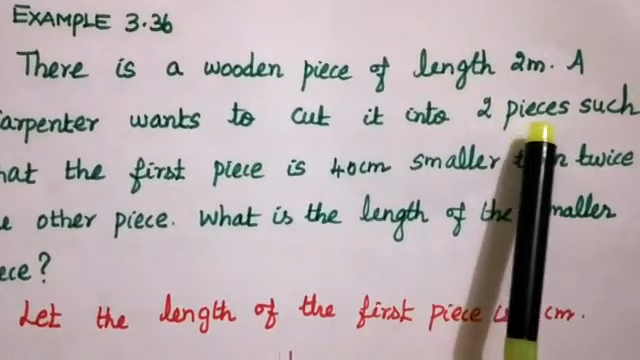 EXAMPLE 3.36
There is a wooden piece of length 2m. A
arpenter wants to cut it into 2 pieces such
hat the first piece is 40cm smaller twice
e other piece. What is the length of the maller
ece?
Let the length of the first piece cm.